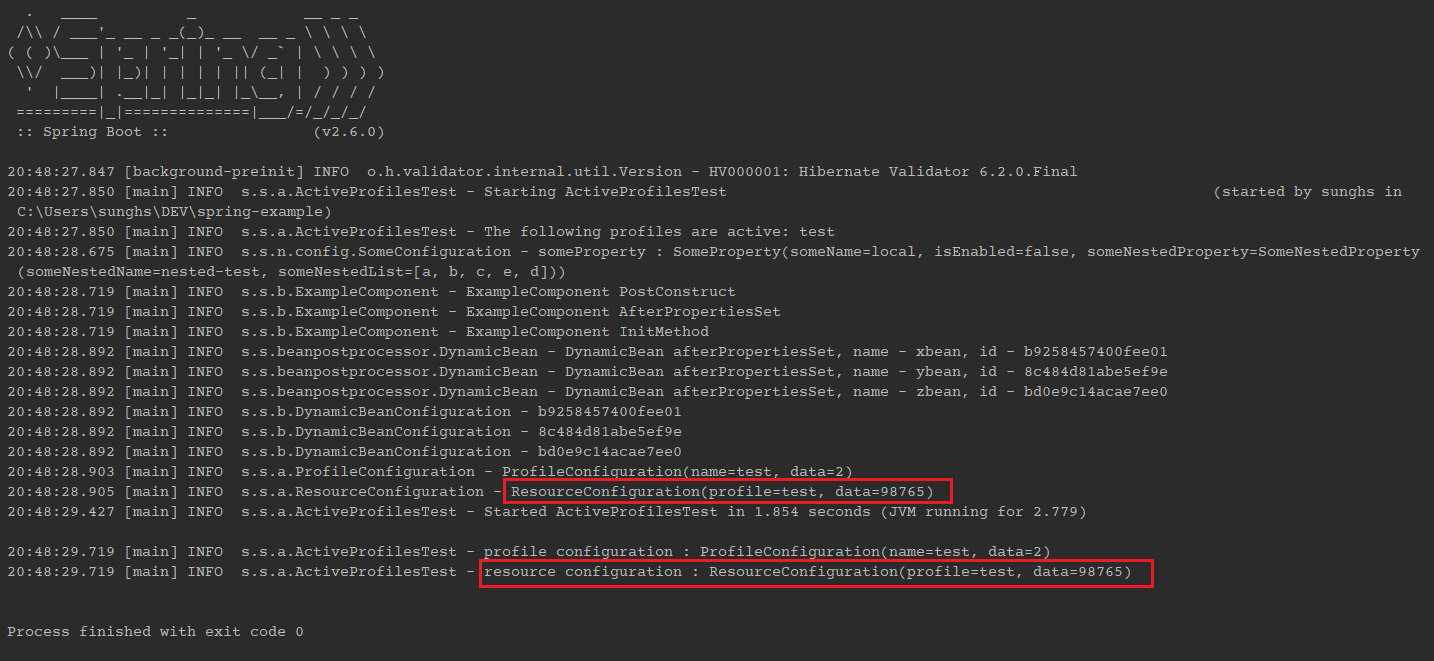 .   ____          _            __ _ _
 /\\ / ___'_ __ _ _(_)_ __  __ _ \ \ \ \
( ( )\___ | '_ | '_| | '_ \/ _` | \ \ \ \
 \\/  ___)| |_)| | | | | || (_| |  ) ) ) )
  '  |____| .__|_| |_|_| |_\__, | / / / /
 =========|_|==============|___/=/_/_/_/
 :: Spring Boot ::                (v2.6.0)
20:48:27.847 [background-preinit] INFO  o.h.validator.internal.util.Version - HV000001: Hibernate Validator 6.2.0.Final
20:48:27.850 [main] INFO  s.s.a.ActiveProfilesTest - Starting ActiveProfilesTest (started by sunghs in
C:\Users\sunghs\DEV\spring-example)
20:48:27.850 [main] INFO  s.s.a.ActiveProfilesTest - The following profiles are active: test
20:48:28.675 [main] INFO  s.s.n.config.SomeConfiguration - someProperty : SomeProperty(someName=local, isEnabled=false, someNestedProperty=SomeNestedProperty
(someNestedName=nested-test, someNestedList=[a, b, c, e, d]))
20:48:28.719 [main] INFO  s.s.b.ExampleComponent - ExampleComponent PostConstruct
20:48:28.719 [main] INFO  s.s.b.ExampleComponent - ExampleComponent AfterPropertiesSet
20:48:28.719 [main] INFO  s.s.b.ExampleComponent - ExampleComponent InitMethod
20:48:28.892 [main] INFO  s.s.beanpostprocessor.DynamicBean - DynamicBean afterPropertiesSet, name - xbean, id - b9258457400fee01
20:48:28.892 [main] INFO  s.s.beanpostprocessor.DynamicBean - DynamicBean afterPropertiesSet, name - ybean, id - 8c484d81abe5ef9e
20:48:28.892 [main] INFO  s.s.beanpostprocessor.DynamicBean - DynamicBean afterPropertiesSet, name - zbean, id - bd0e9c14acae7ee0
20:48:28.892 [main] INFO  s.s.b.DynamicBeanConfiguration - b9258457400fee01
20:48:28.892 [main] INFO  s.s.b.DynamicBeanConfiguration - 8c484d81abe5ef9e
20:48:28.892 [main] INFO  s.s.b.DynamicBeanConfiguration - bd0e9c14acae7ee0
20:48:28.903 [main] INFO  s.s.a.ProfileConfiguration - ProfileConfiguration(name=test, data=2)
20:48:28.905 [main] INFO  s.s.a.ResourceConfiguration - ResourceConfiguration(profile=test, data=98765)
20:48:29.427 [main] INFO  s.s.a.ActiveProfilesTest - Started ActiveProfilesTest in 1.854 seconds (JVM running for 2.779)
20:48:29.719 [main] INFO  s.s.a.ActiveProfilesTest - profile configuration : ProfileConfiguration(name=test, data=2)
20:48:29.719 [main] INFO  s.s.a.ActiveProfilesTest - resource configuration : ResourceConfiguration(profile=test, data=98765)
Process finished with exit code 0